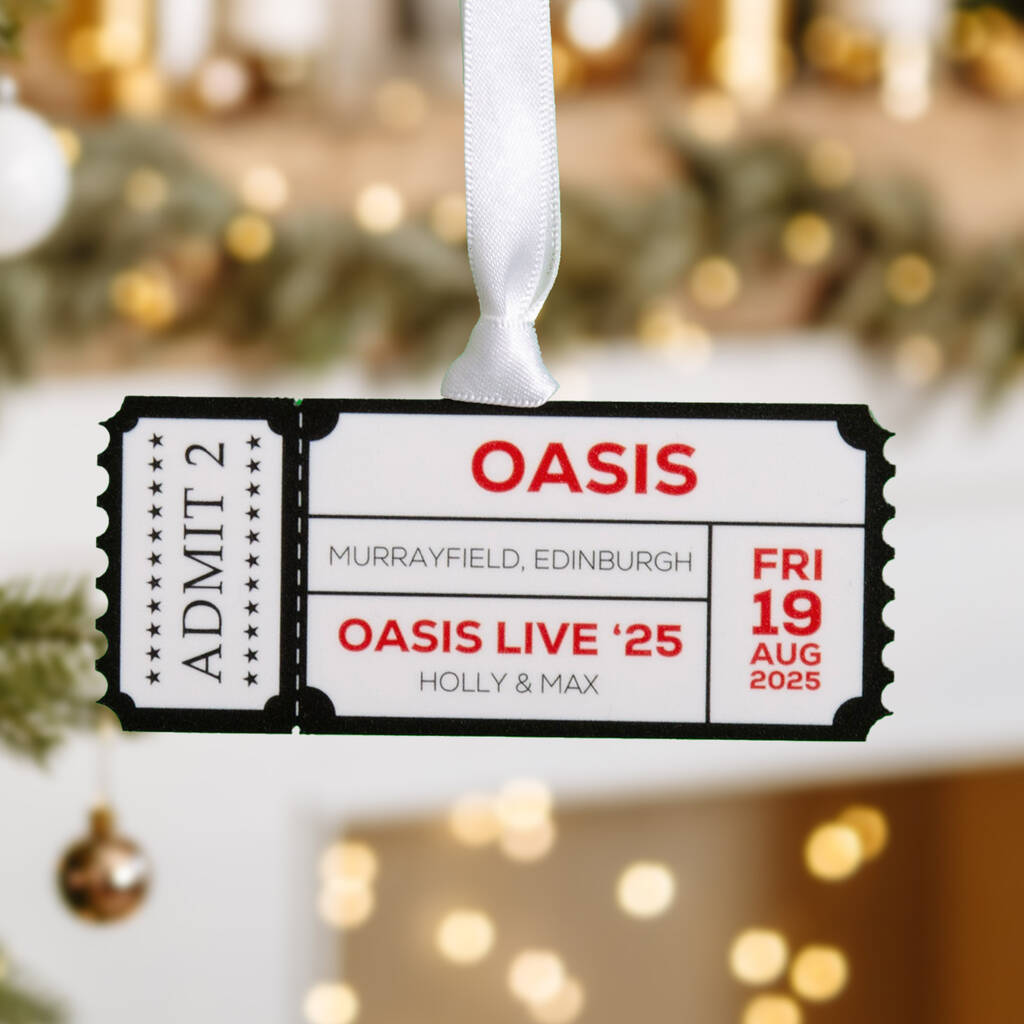 ADMIT 2
OASIS
MURRAYFIELD, EDINBURGH
OASIS LIVE ‘25
HOLLY & MAX
FRI
19
AUG
2025